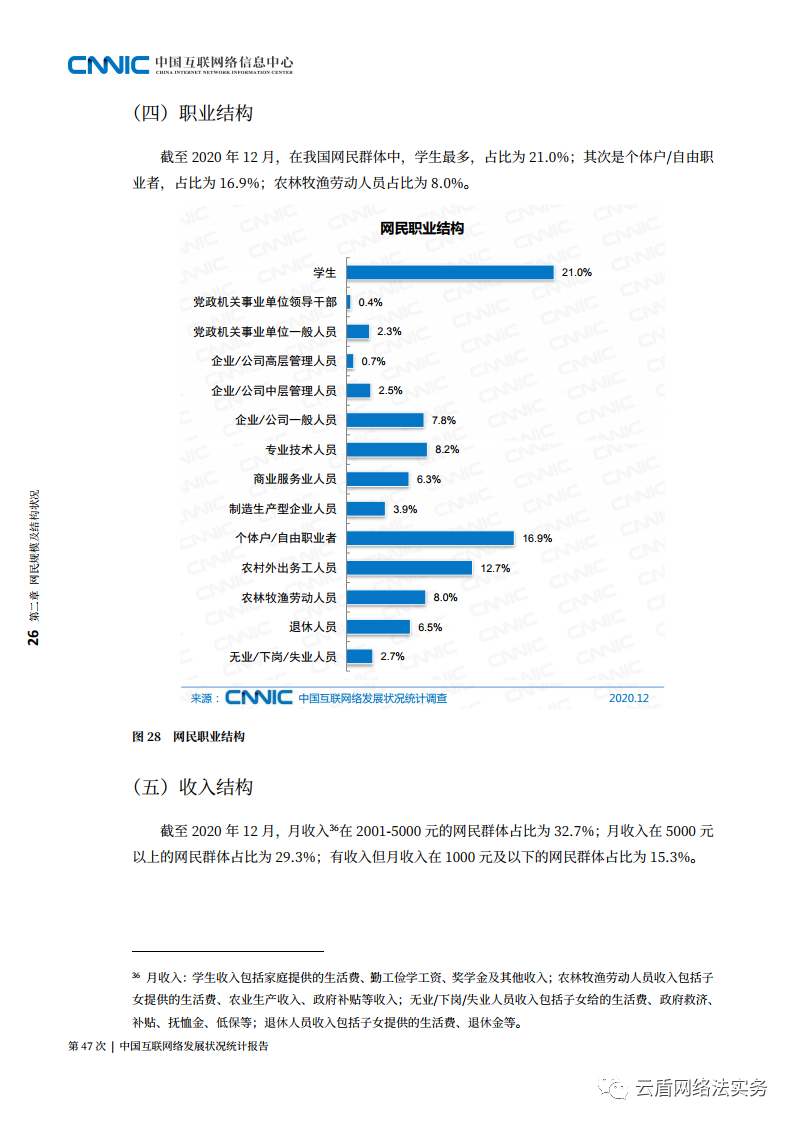 CNNIC 中国互联网络信息中心
CHINA INTERNET NETWORK INFORMATION CENTER
（四）职业结构
截至 2020 年 12 月，在我国网民群体中，学生最多，占比为 21.0%；其次是个体户/自由职
业者，占比为 16.9%；农林牧渔劳动人员占比为 8.0%。
网民职业结构
学生 21.0%
党政机关事业单位领导干部 0.4%
党政机关事业单位一般人员 2.3%
企业/公司高层管理人员 0.7%
企业/公司中层管理人员 2.5%
企业/公司一般人员 7.8%
专业技术人员 8.2%
商业服务业人员 6.3%
制造生产型企业人员 3.9%
个体户/自由职业者 16.9%
农村外出务工人员 12.7%
农林牧渔劳动人员 8.0%
退休人员 6.5%
无业/下岗/失业人员 2.7%
来源：CNNIC 中国互联网络发展状况统计调查 2020.12
图 28 网民职业结构
（五）收入结构
截至 2020 年 12 月，月收入36在 2001-5000 元的网民群体占比为 32.7%；月收入在 5000 元
以上的网民群体占比为 29.3%；有收入但月收入在 1000 元及以下的网民群体占比为 15.3%。
36 月收入：学生收入包括家庭提供的生活费、勤工俭学工资、奖学金及其他收入；农林牧渔劳动人员收入包括子
女提供的生活费、农业生产收入、政府补贴等收入；无业/下岗/失业人员收入包括子女给的生活费、政府救济、
补贴、抚恤金、低保等；退休人员收入包括子女提供的生活费、退休金等。
第 47 次 | 中国互联网络发展状况统计报告
26 第二章 网民规模及结构状况
云盾网络法实务